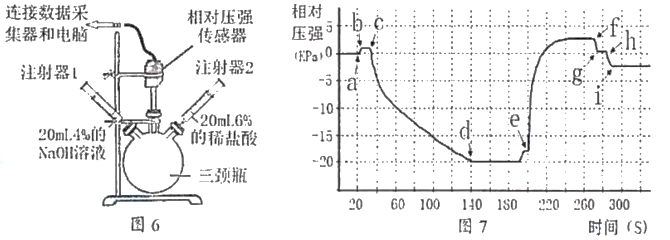 连接数据采
集器和电脑
相对压强
传感器
注射器1
注射器2
20mL4%的
NaOH溶液
20mL6%
的稀盐酸
三颈瓶
图6
相对
压强
(KPa)
b c
f
h
g
a
i
d
e
0
-5
-10
-15
-20
20 60 100 140 180 220 260 300
图7
时间(S)